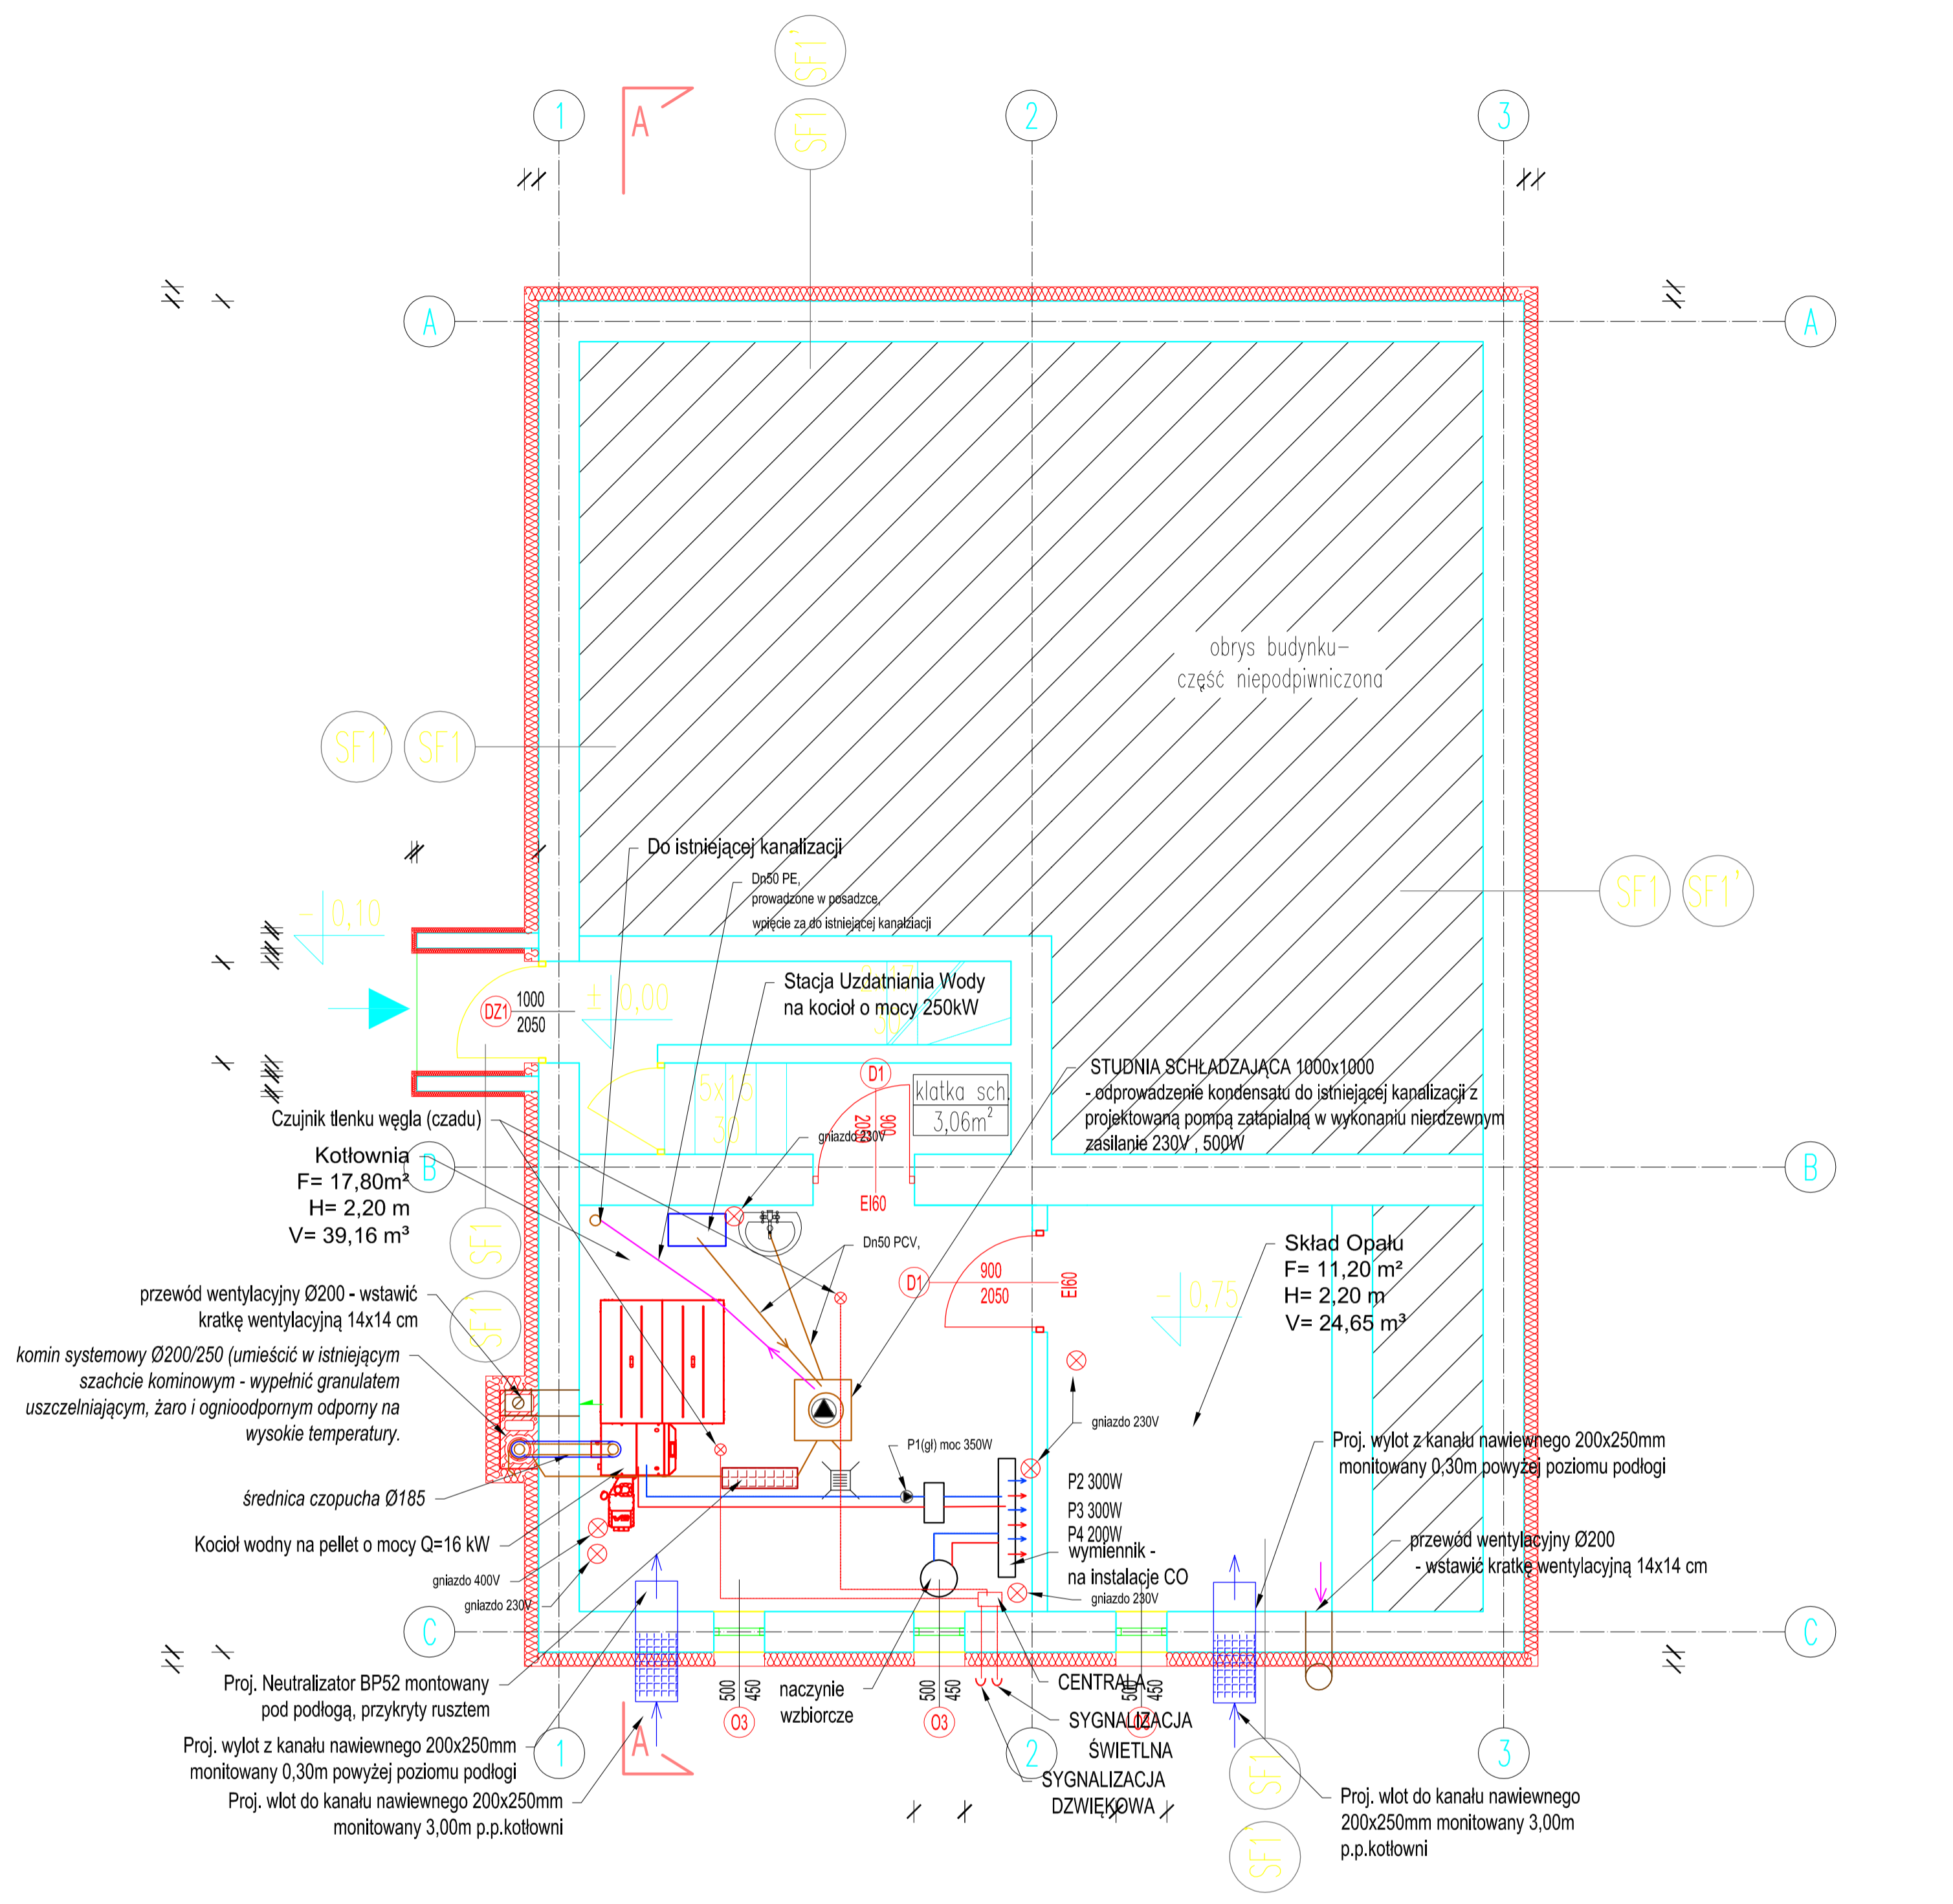 SF1'
SF1
1
A
2
3
A
A
obrys budynku-
część niepodpiwniczona
SF1'
SF1
Do istniejącej kanalizacji
Dn50 PE,
prowadzone w posadzce,
wpięcie za do istniejącej kanalziacji
SF1
SF1'
- 0,10
Stacja Uzdatniania Wody
na kocioł o mocy 250kW
DZ1
1000
2050
± 0,00
STUDNIA SCHŁADZAJĄCA 1000x1000
- odprowadzenie kondensatu do istniejącej kanalizacji z
projektowaną pompą zatapialną w wykonaniu nierdzewnym
zasilanie 230V , 500W
D1
900
EI60
5x15
30
klatka sch.
3,06m²
gniazdo 230V
Czujnik tlenku węgla (czadu)
Kotłownia
F= 17,80m²
H= 2,20 m
V= 39,16 m³
B
B
SF1
SF1'
Dn50 PCV,
D1
900
2050
EI60
- 0,75
Skład Opału
F= 11,20 m²
H= 2,20 m
V= 24,65 m³
przewód wentylacyjny Ø200 - wstawić
kratkę wentylacyjną 14x14 cm
komin systemowy Ø200/250 (umieścić w istniejącym
szachcie kominowym - wypełnić granulatem
uszczelniającym, żaro i ognioodpornym odporny na
wysokie temperatury.
średnica czopucha Ø185
Kocioł wodny na pellet o mocy Q=16 kW
gniazdo 400V
gniazdo 230V
P1(gł) moc 350W
gniazdo 230V
P2 300W
P3 300W
P4 200W
wymiennik -
na instalacje CO
gniazdo 230V
Proj. wylot z kanału nawiewnego 200x250mm
monitowany 0,30m powyżej poziomu podłogi
przewód wentylacyjny Ø200
- wstawić kratkę wentylacyjną 14x14 cm
C
C
Proj. Neutralizator BP52 montowany
pod podłogą, przykryty rusztem
Proj. wylot z kanału nawiewnego 200x250mm
monitowany 0,30m powyżej poziomu podłogi
Proj. wlot do kanału nawiewnego 200x250mm
monitowany 3,00m p.p.kotłowni
500
450
O3
naczynie
wzbiorcze
500
450
O3
CENTRALA
500
450
SYGNALIZACJA
ŚWIETLNA
SYGNALIZACJA
DZWIĘKOWA
1
A
2
3
SF1
SF1'
Proj. wlot do kanału nawiewnego
200x250mm monitowany 3,00m
p.p.kotłowni